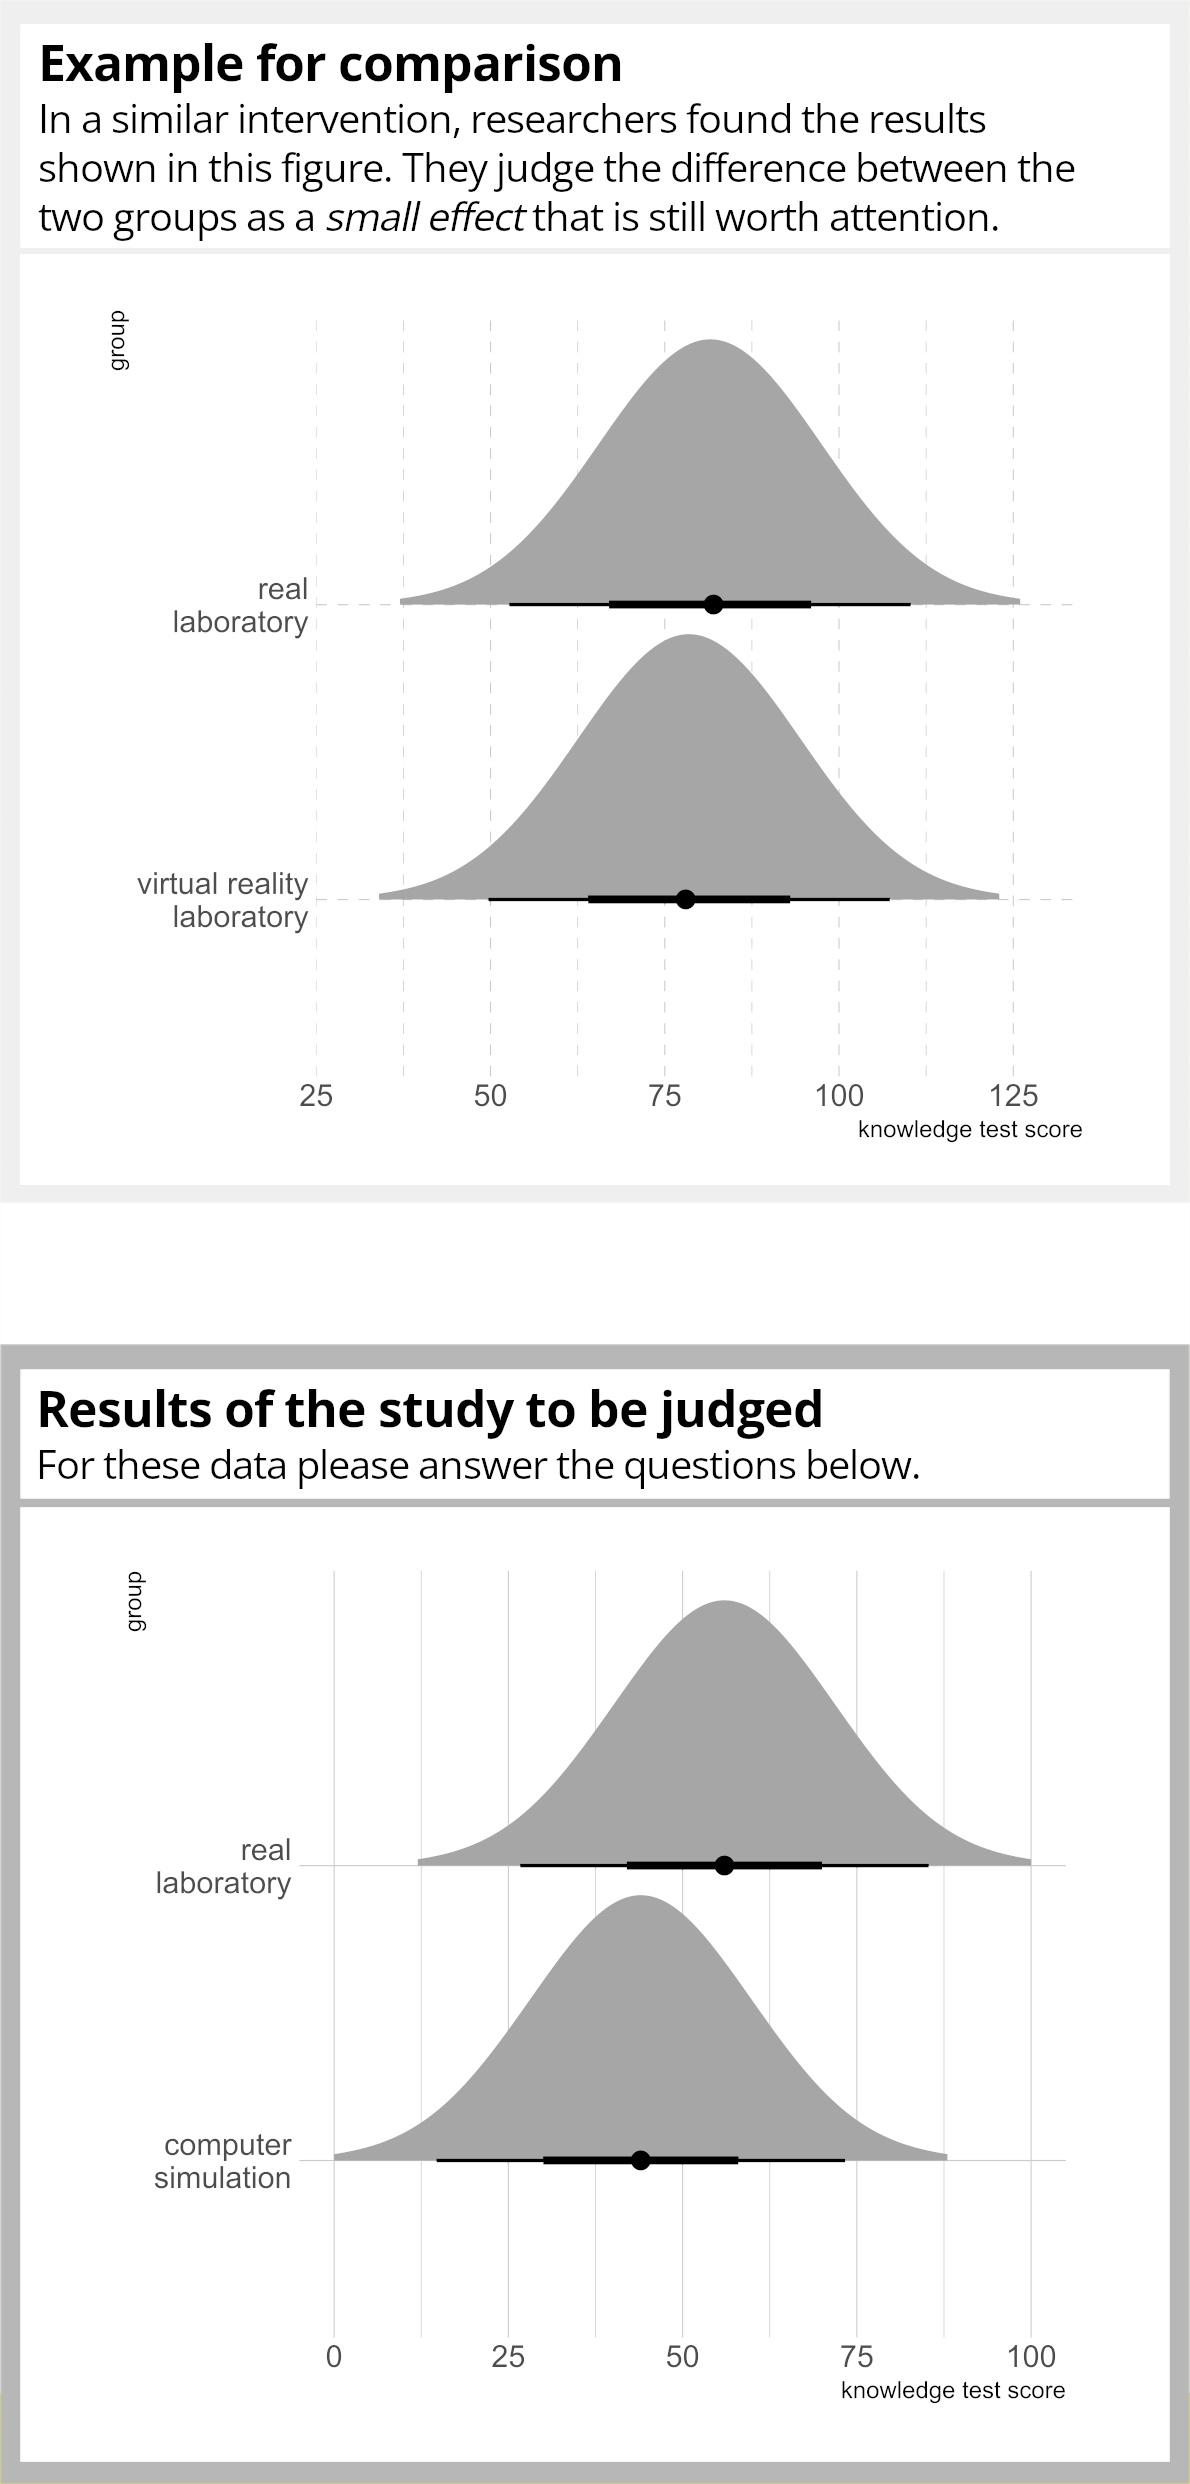 Example for comparison
In a similar intervention, researchers found the results
shown in this figure. They judge the difference between the
two groups as a small effect that is still worth attention.
group
real
laboratory
virtual reality
laboratory
25 50 75 100 125
knowledge test score
Results of the study to be judged
For these data please answer the questions below.
group
real
laboratory
computer
simulation
0 25 50 75 100
knowledge test score